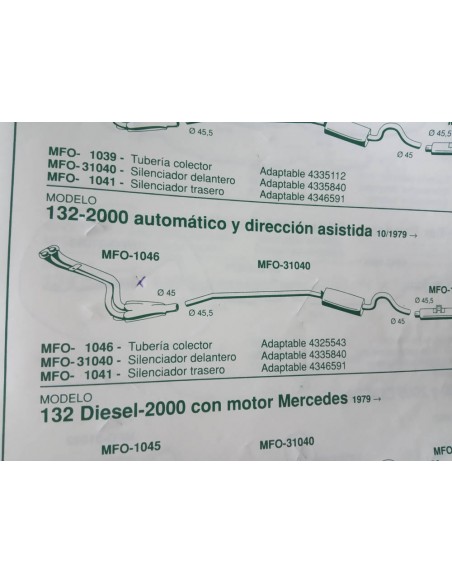 Ø 45,5
Ø 45
Ø 45,5
MFO- 1039 - Tubería colector Adaptable 4335112
MFO-31040 - Silenciador delantero Adaptable 4335840
MFO- 1041 - Silenciador trasero Adaptable 4346591
MODELO
132-2000 automático y dirección asistida 10/1979 →
MFO-1046 MFO-31040 MFO-1
Ø 45
Ø 45,5
Ø 45
Ø 45,5
MFO- 1046 - Tubería colector Adaptable 4325543
MFO-31040 - Silenciador delantero Adaptable 4335840
MFO- 1041 - Silenciador trasero Adaptable 4346591
MODELO
132 Diesel-2000 con motor Mercedes 1979 →
MFO-1045 MFO-31040 MFO